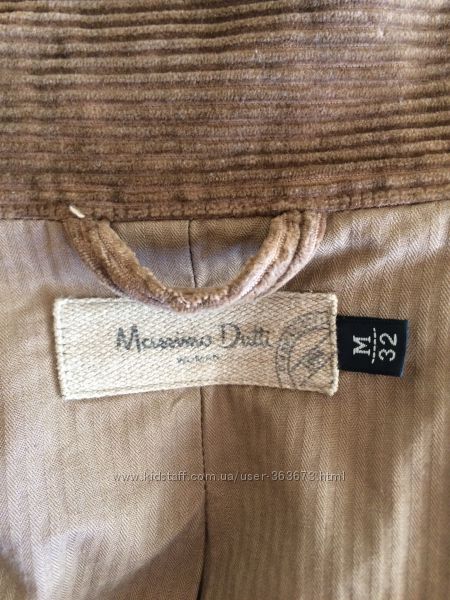 Massimo Dutti
WOMAN
M
32
www.kidstaff.com.ua/user-363673.html